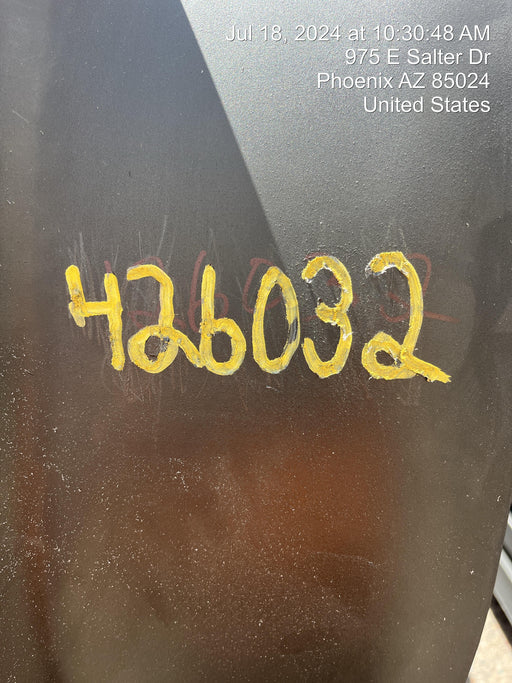 Jul 18, 2024 at 10:30:48 AM
975 E Salter Dr
Phoenix AZ 85024
United States
426032